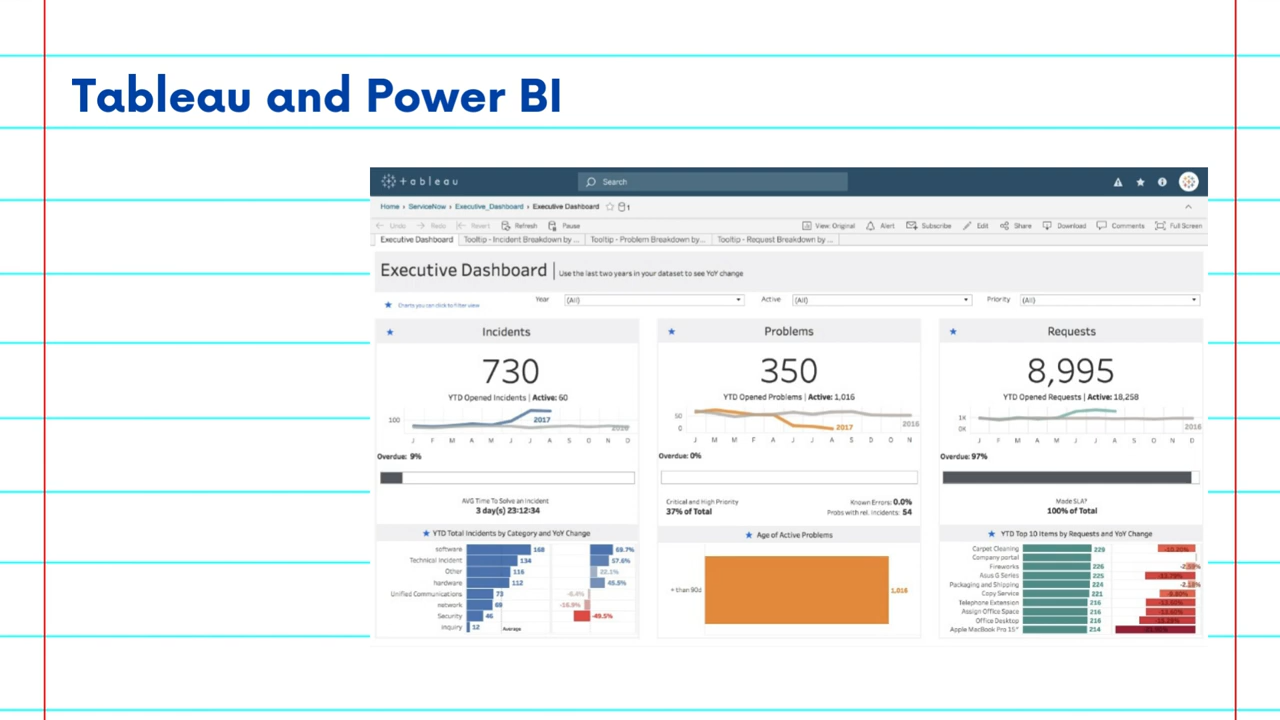 Tableau and Power BI
+ableau
Search
Home › ServiceNow › Executive_Dashboard › Executive Dashboard 1
Undo Redo Revert Refresh Pause View: Original Alert Subscribe Edit Share Download Comments Full Screen
Executive Dashboard Tooltip - Incident Breakdown by ... Tooltip - Problem Breakdown by... Tooltip - Request Breakdown by ...
Executive Dashboard | Use the last two years in your dataset to see YoY change
Charts you can click to filter view
Year (All) Active (All) Priority (All)
Incidents
730
YTD Opened Incidents | Active: 60
100
2017
2016
J F M A M J J A S O N D
Overdue: 9%
AVG Time To Solve an Incident
3 day(s) 23:12:34
YTD Total Incidents by Category and YoY Change
software 168 69.7%
Technical Incident 134 57.6%
Other 116 22.1%
hardware 112 45.5%
Unified Communications 73 -6.4%
network 69 -16.9%
Security 46 -49.5%
inquiry 12
Average
Problems
350
YTD Opened Problems | Active: 1,016
50
0
2017
2016
J M M A M J J A S D N
Overdue: 0%
Critical and High Priority
37% of Total
Known Errors: 0.0%
Probs with rel. Incidents: 54
Age of Active Problems
+ than 90d 1,016
Requests
8,995
YTD Opened Requests | Active: 18,258
1K
0K
2016
J F M A M J J A S O N D
Overdue: 97%
Made SLA?
100% of Total
YTD Top 10 Items by Requests and YoY Change
Carpet Cleaning 229
Company portal
Fireworks 226
Asus G Series 225
Packaging and Shipping 224
Copy Service 221
Telephone Extension 216
Assign Office Space 216
Office Desktop 216
Apple MacBook Pro 15" 214